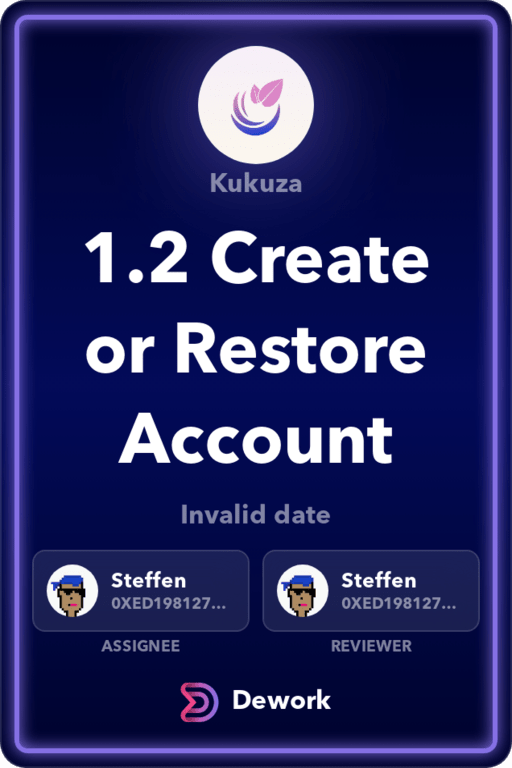 Kukuza
1.2 Create
or Restore
Account
Invalid date
Steffen
0XED198127...
ASSIGNEE
Steffen
0XED198127...
REVIEWER
Dework